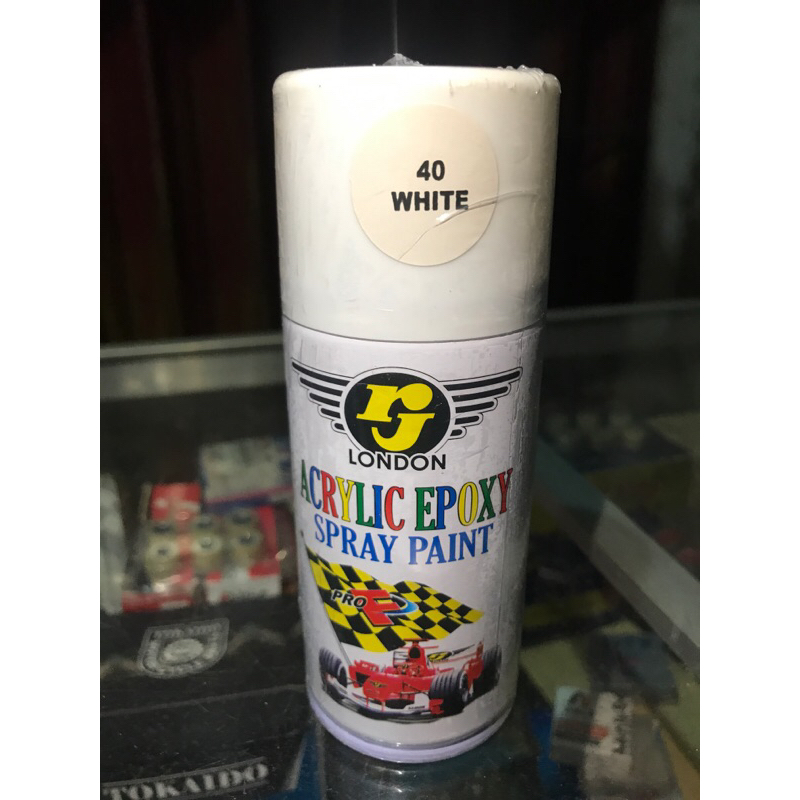 40
WHITE
rj
LONDON
ACRYLIC EPOXY
SPRAY PAINT
PRO
TOKAIDO